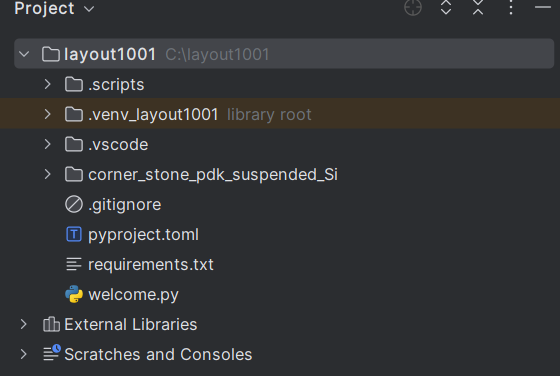 Project
layout1001 C:\layout1001
.scripts
.venv_layout1001 library root
.vscode
corner_stone_pdk_suspended_Si
.gitignore
pyproject.toml
requirements.txt
welcome.py
External Libraries
Scratches and Consoles